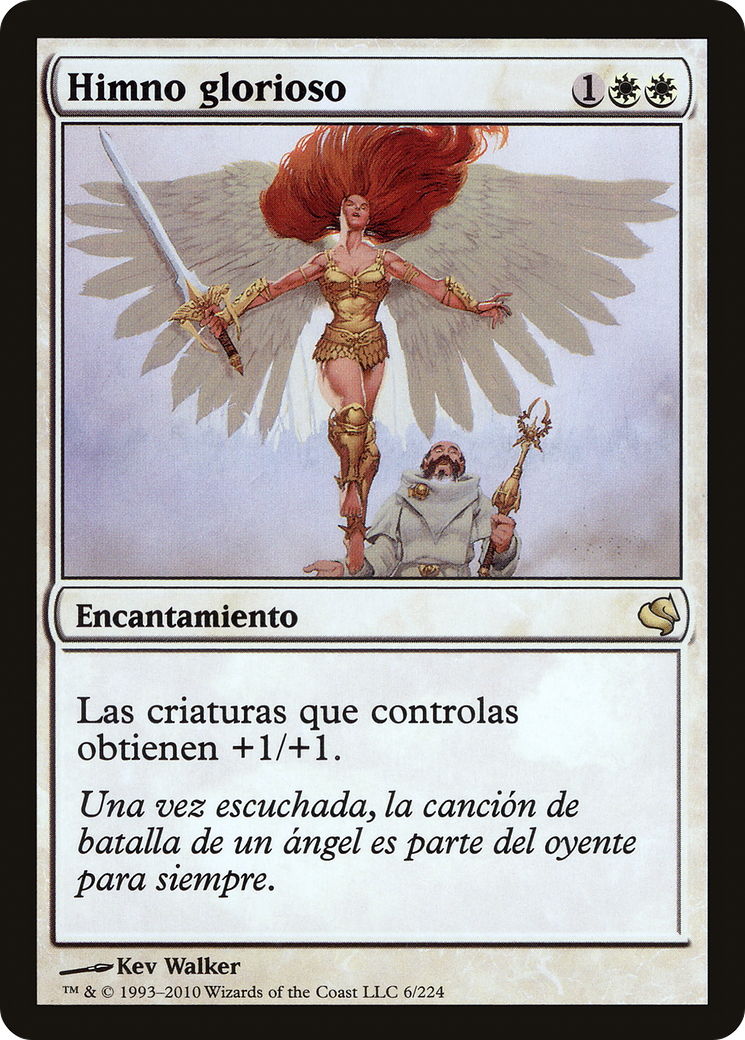 Himno glorioso 1
Encantamiento
Las criaturas que controlas
obtienen +1/+1.
Una vez escuchada, la canción de
batalla de un ángel es parte del oyente
para siempre.
Kev Walker
™ & © 1993–2010 Wizards of the Coast LLC 6/224